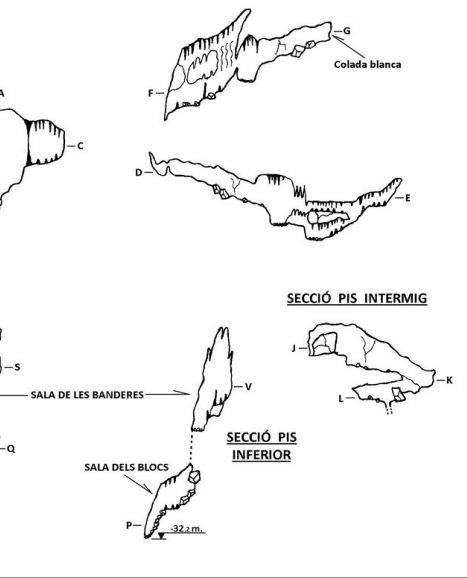 G
Colada blanca
F
A
C
D
E
SECCIÓ PIS INTERMIG
J
K
L
S
SALA DE LES BANDERES
V
Q
SECCIÓ PIS
INFERIOR
SALA DELS BLOCS
P
-32,2 m.